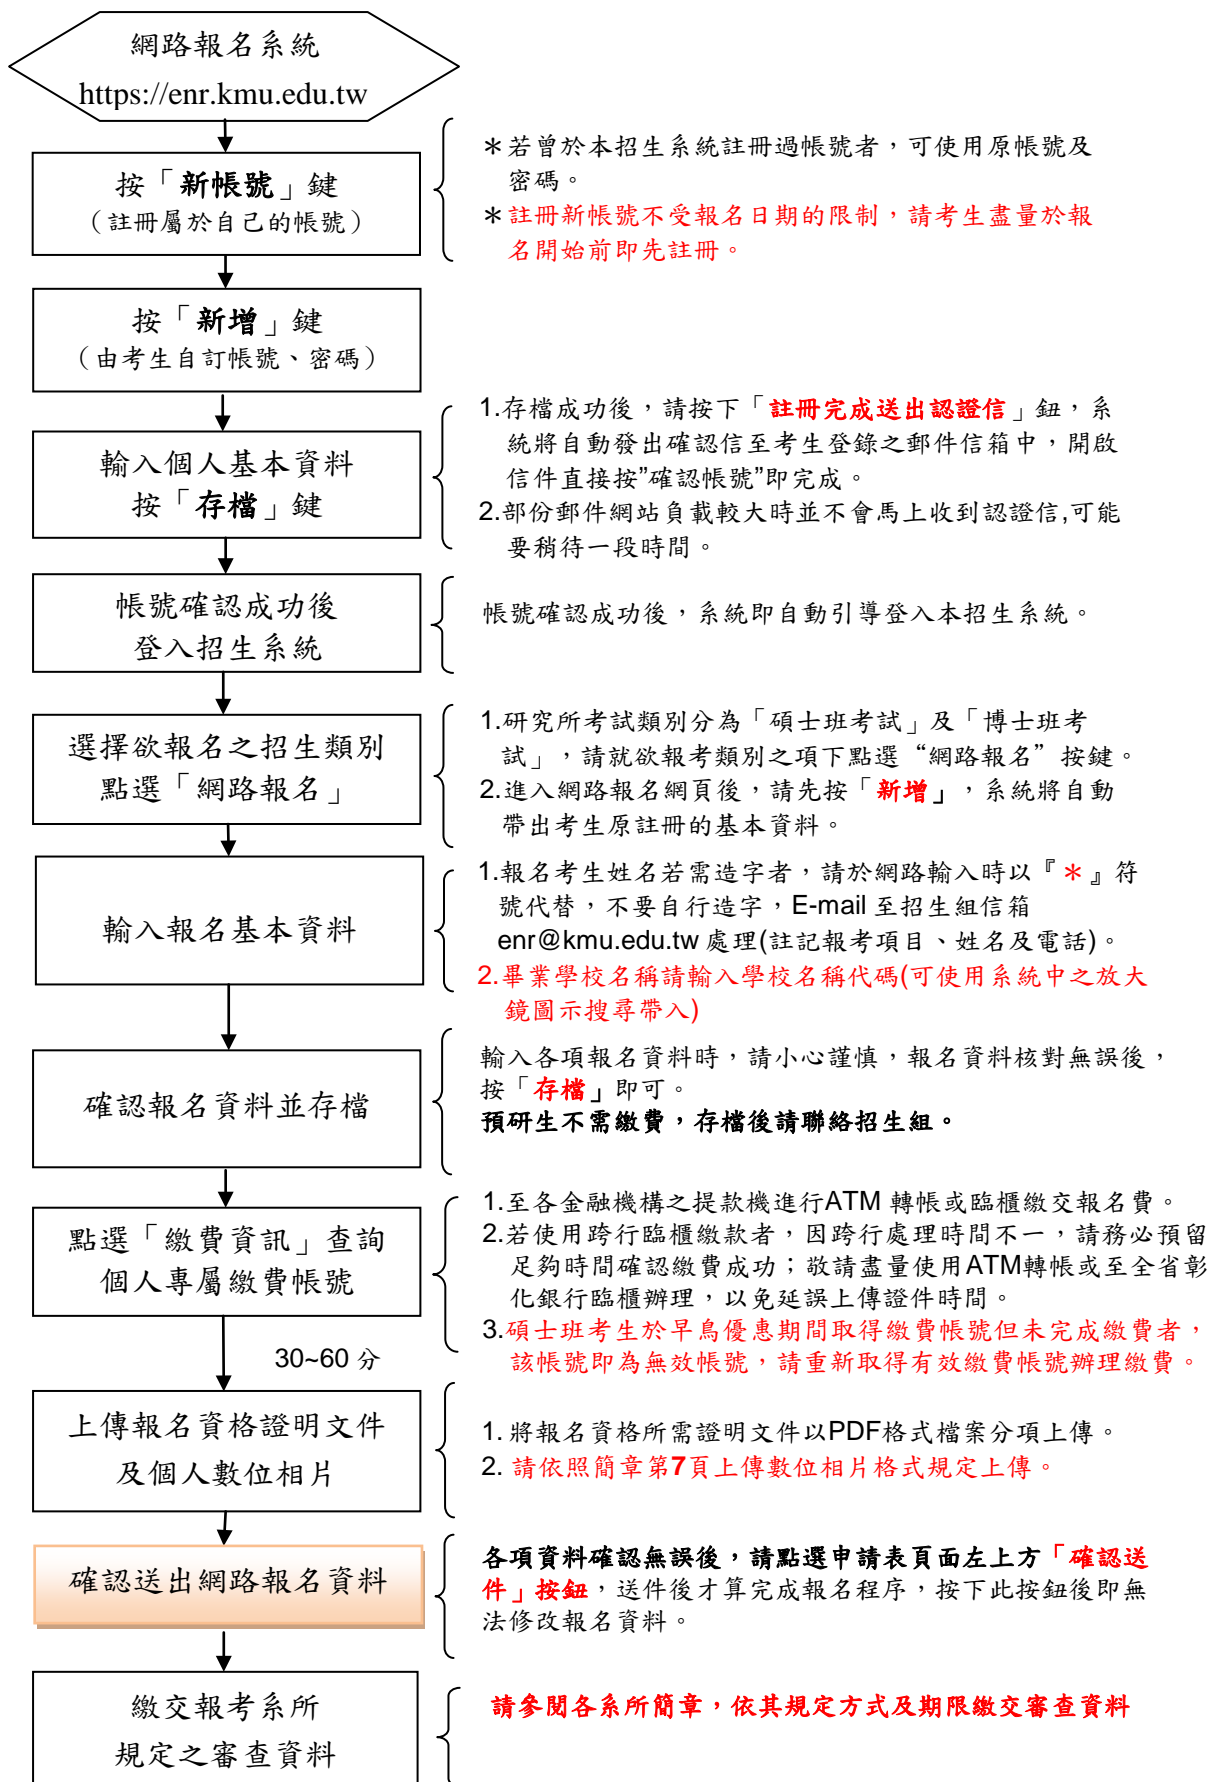 網路報名系統
https://enr.kmu.edu.tw
按「新帳號」鍵
（註冊屬於自己的帳號）
＊若曾於本招生系統註冊過帳號者，可使用原帳號及
密碼。
＊註冊新帳號不受報名日期的限制，請考生盡量於報
名開始前即先註冊。
按「新增」鍵
（由考生自訂帳號、密碼）
輸入個人基本資料
按「存檔」鍵
1.存檔成功後，請按下「註冊完成送出認證信」鈕，系
統將自動發出確認信至考生登錄之郵件信箱中，開啟
信件直接按”確認帳號”即完成。
2.部份郵件網站負載較大時並不會馬上收到認證信,可能
要稍待一段時間。
帳號確認成功後
登入招生系統
帳號確認成功後，系統即自動引導登入本招生系統。
選擇欲報名之招生類別
點選「網路報名」
1.研究所考試類別分為「碩士班考試」及「博士班考
試」，請就欲報考類別之項下點選“網路報名”按鍵。
2.進入網路報名網頁後，請先按「新增」，系統將自動
帶出考生原註冊的基本資料。
輸入報名基本資料
1.報名考生姓名若需造字者，請於網路輸入時以『＊』符
號代替，不要自行造字，E-mail 至招生組信箱
enr@kmu.edu.tw 處理(註記報考項目、姓名及電話)。
2.畢業學校名稱請輸入學校名稱代碼(可使用系統中之放大
鏡圖示搜尋帶入)
確認報名資料並存檔
輸入各項報名資料時，請小心謹慎，報名資料核對無誤後，
按「存檔」即可。
預研生不需繳費，存檔後請聯絡招生組。
點選「繳費資訊」查詢
個人專屬繳費帳號
1.至各金融機構之提款機進行ATM 轉帳或臨櫃繳交報名費。
2.若使用跨行臨櫃繳款者，因跨行處理時間不一，請務必預留
足夠時間確認繳費成功；敬請盡量使用ATM轉帳或至全省彰
化銀行臨櫃辦理，以免延誤上傳證件時間。
3.碩士班考生於早鳥優惠期間取得繳費帳號但未完成繳費者，
該帳號即為無效帳號，請重新取得有效繳費帳號辦理繳費。
30~60 分
上傳報名資格證明文件
及個人數位相片
1. 將報名資格所需證明文件以PDF格式檔案分項上傳。
2. 請依照簡章第7頁上傳數位相片格式規定上傳。
確認送出網路報名資料
各項資料確認無誤後，請點選申請表頁面左上方「確認送
件」按鈕，送件後才算完成報名程序，按下此按鈕後即無
法修改報名資料。
繳交報考系所
規定之審查資料
請參閱各系所簡章，依其規定方式及期限繳交審查資料